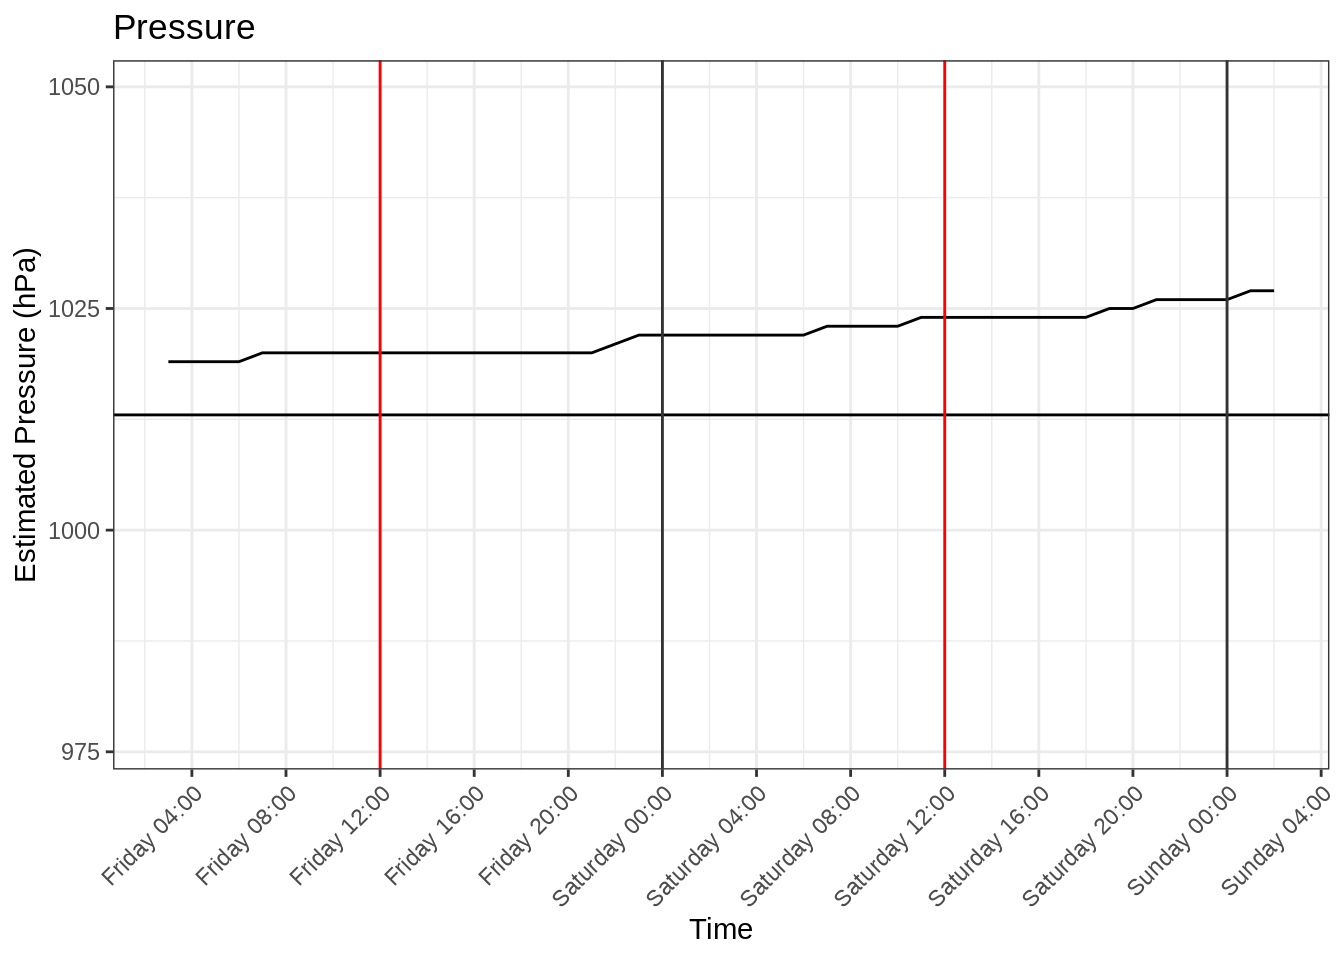 Pressure
Estimated Pressure (hPa)
1050
1025
1000
975
Friday 04:00
Friday 08:00
Friday 12:00
Friday 16:00
Friday 20:00
Saturday 00:00
Saturday 04:00
Saturday 08:00
Saturday 12:00
Saturday 16:00
Saturday 20:00
Sunday 00:00
Sunday 04:00
Time